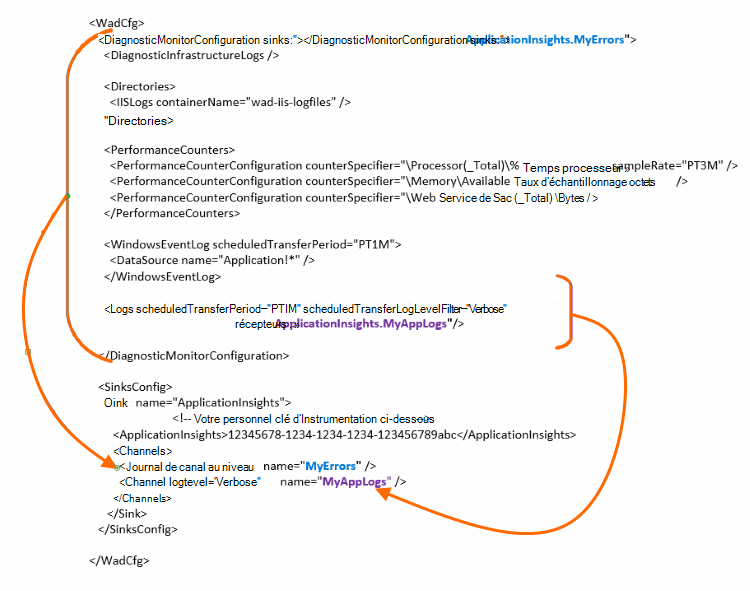 <WadCfg>
<DiagnosticMonitorConfiguration sinks:"></DiagnosticMonitorConfiguration sinks:"> ApplicationInsights.MyErrors">
<DiagnosticInfrastructureLogs />
<Directories>
<IISLogs containerName="wad-iis-logfiles" />
"Directories>
<PerformanceCounters>
<PerformanceCounterConfiguration counterSpecifier="\Processor(_Total)\% Temps processeur » sampleRate="PT3M" />
<PerformanceCounterConfiguration counterSpecifier="\Memory\Available Taux d'échantillonnage octets />
<PerformanceCounterConfiguration counterSpecifier="\Web Service de Sac (_Total) \Bytes / >
</PerformanceCounters>
<WindowsEventLog scheduledTransferPeriod="PT1M">
<DataSource name="Application!*" />
</WindowsEventLog>
<Logs scheduledTransferPeriod="PTIM" scheduledTransferLogLevelFilter="Verbose"
récepteurs ApplicationInsights.MyAppLogs"/>
</DiagnosticMonitorConfiguration>
<SinksConfig>
Oink name="ApplicationInsights">
<!-- Votre personnel clé d'Instrumentation ci-dessous
<ApplicationInsights>12345678-1234-1234-1234-123456789abc</ApplicationInsights>
<Channels>
<Journal de canal au niveau name="MyErrors" />
<Channel logtevel="Verbose" name="MyAppLogs" />
</Channels>
</Sink>
</SinksConfig>
</WadCfg>